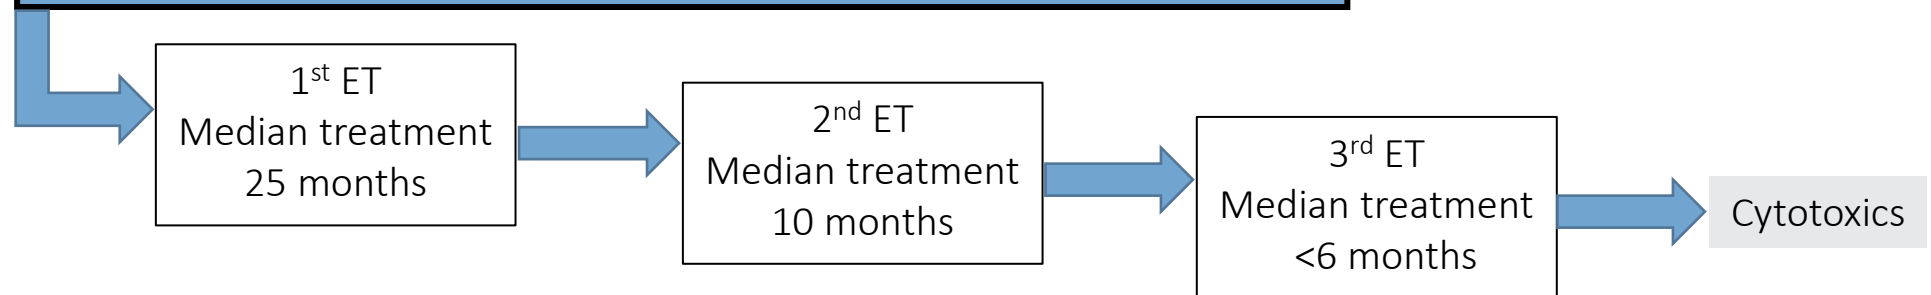 1st ET
Median treatment
25 months
2nd ET
Median treatment
10 months
3rd ET
Median treatment
<6 months
Cytotoxics